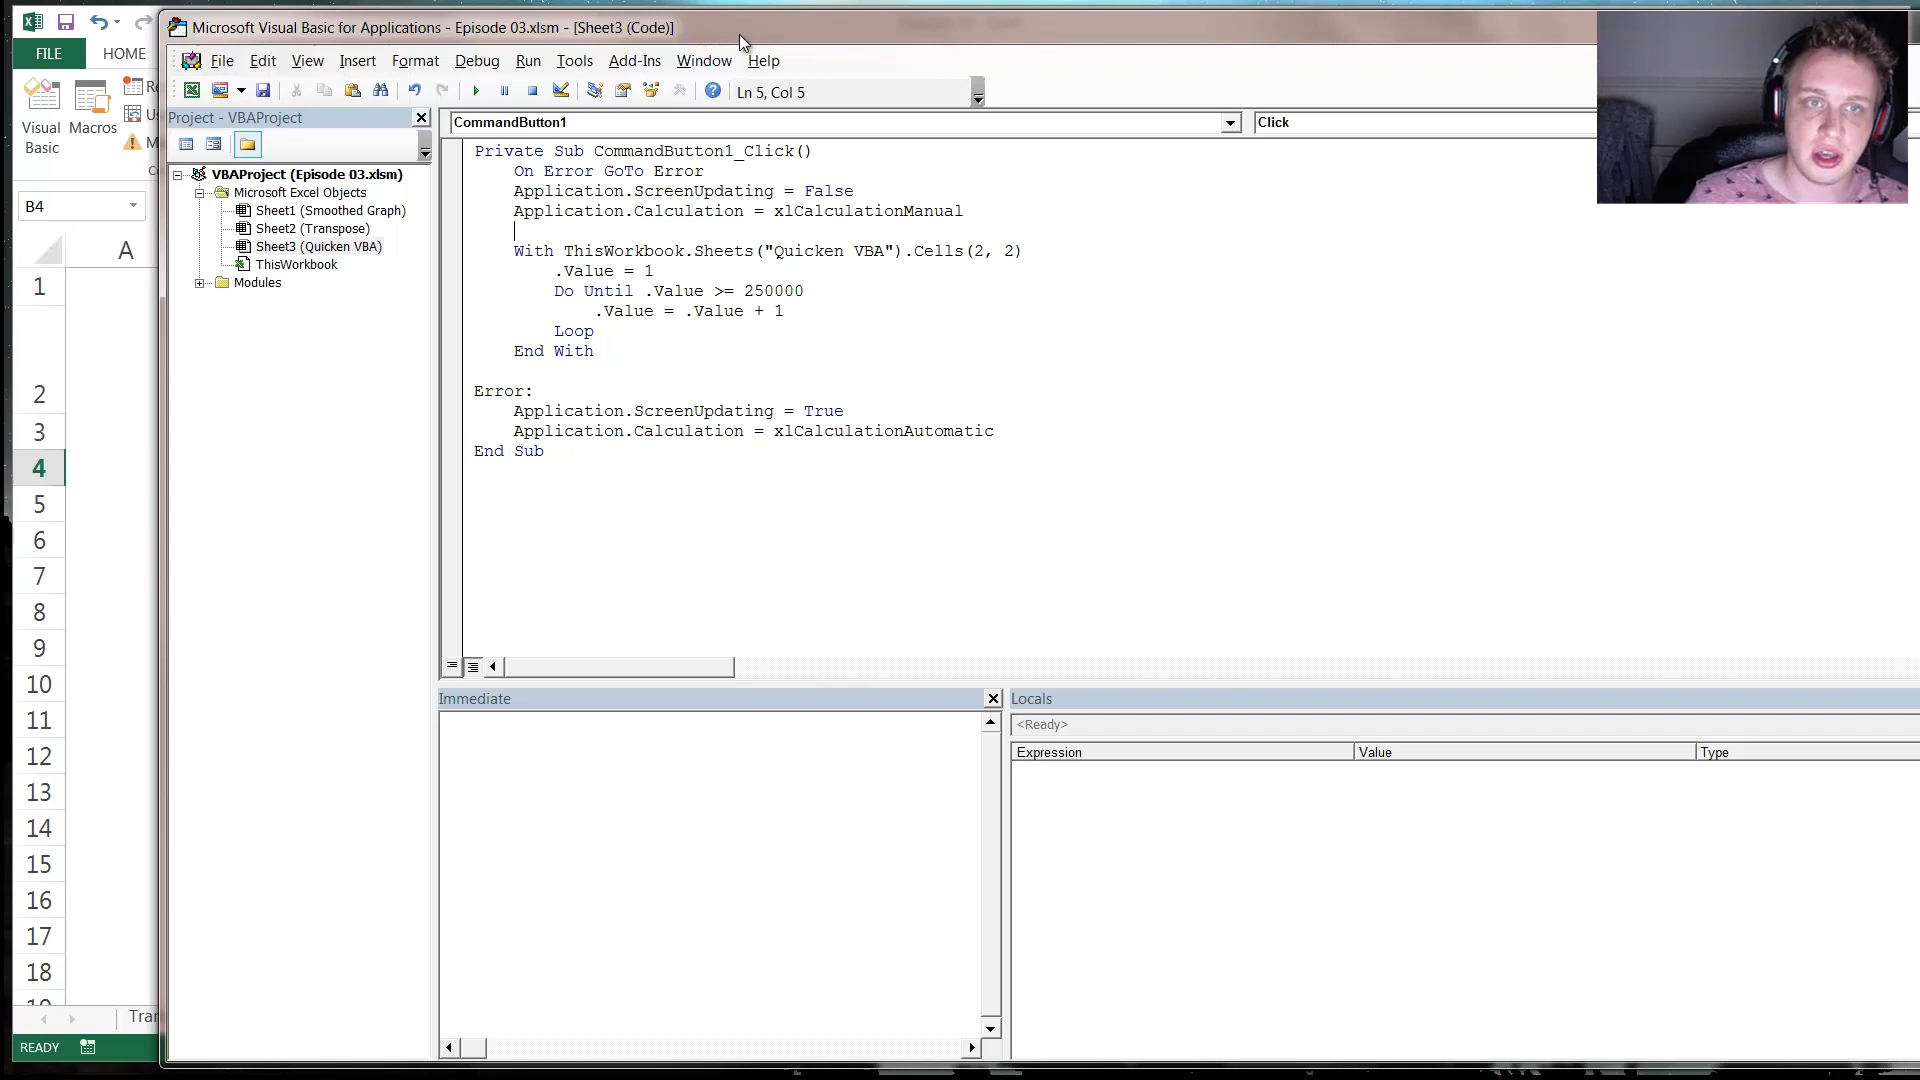 Microsoft Visual Basic for Applications - Episode 03.xlsm - [Sheet3 (Code)]
FILE HOME
File Edit View Insert Format Debug Run Tools Add-Ins Window Help
Visual Basic
Macros
Ln 5, Col 5
Project - VBAProject
CommandButton1
Click
VBAProject (Episode 03.xlsm)
Microsoft Excel Objects
Sheet1 (Smoothed Graph)
Sheet2 (Transpose)
Sheet3 (Quicken VBA)
ThisWorkbook
Modules
Private Sub CommandButton1_Click()
On Error GoTo Error
Application.ScreenUpdating = False
Application.Calculation = xlCalculationManual
With ThisWorkbook.Sheets("Quicken VBA").Cells(2, 2)
.Value = 1
Do Until .Value >= 250000
.Value = .Value + 1
Loop
End With
Error:
Application.ScreenUpdating = True
Application.Calculation = xlCalculationAutomatic
End Sub
B4
A
1
2
3
4
5
6
7
8
9
10
11
12
13
14
15
16
17
18
Immediate
Locals
<Ready>
Expression Value Type
Tran
READY